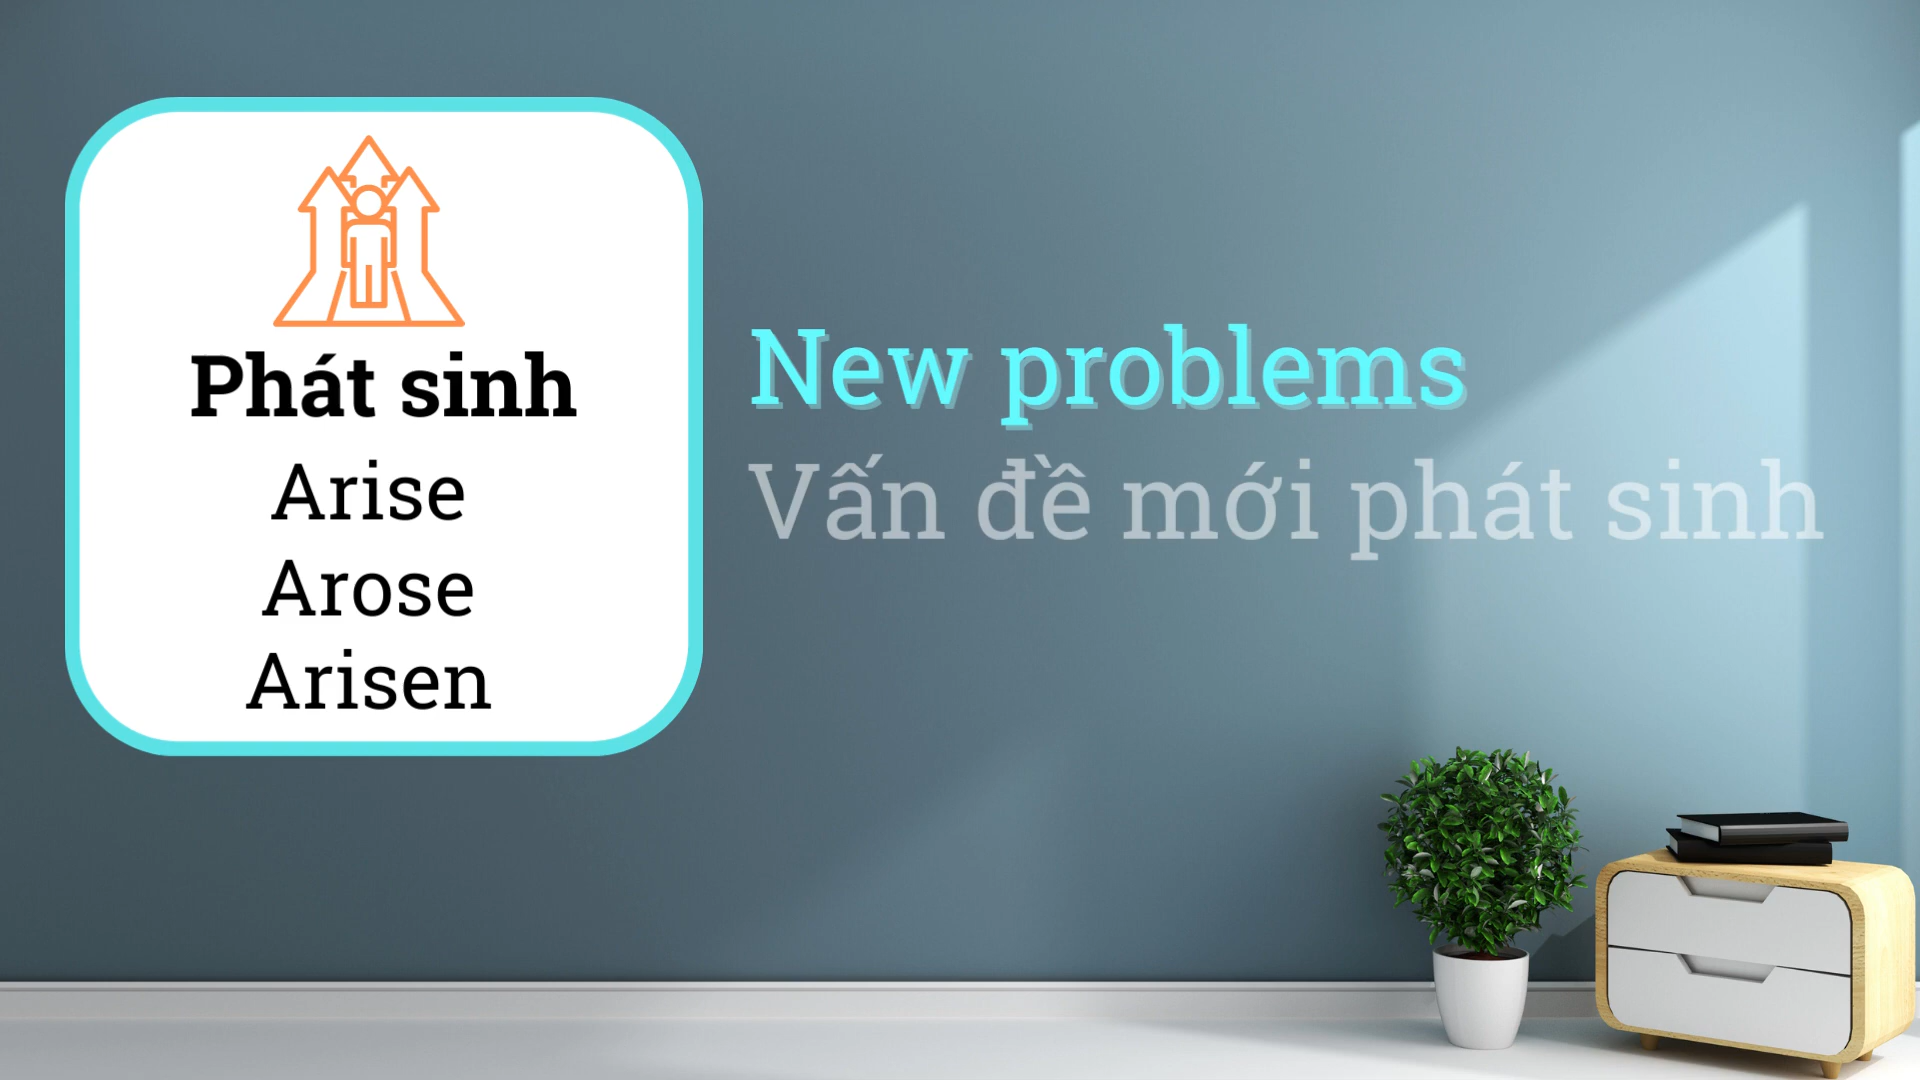 Phát sinh
Arise
Arose
Arisen
New problems
Vấn đề mới phát sinh